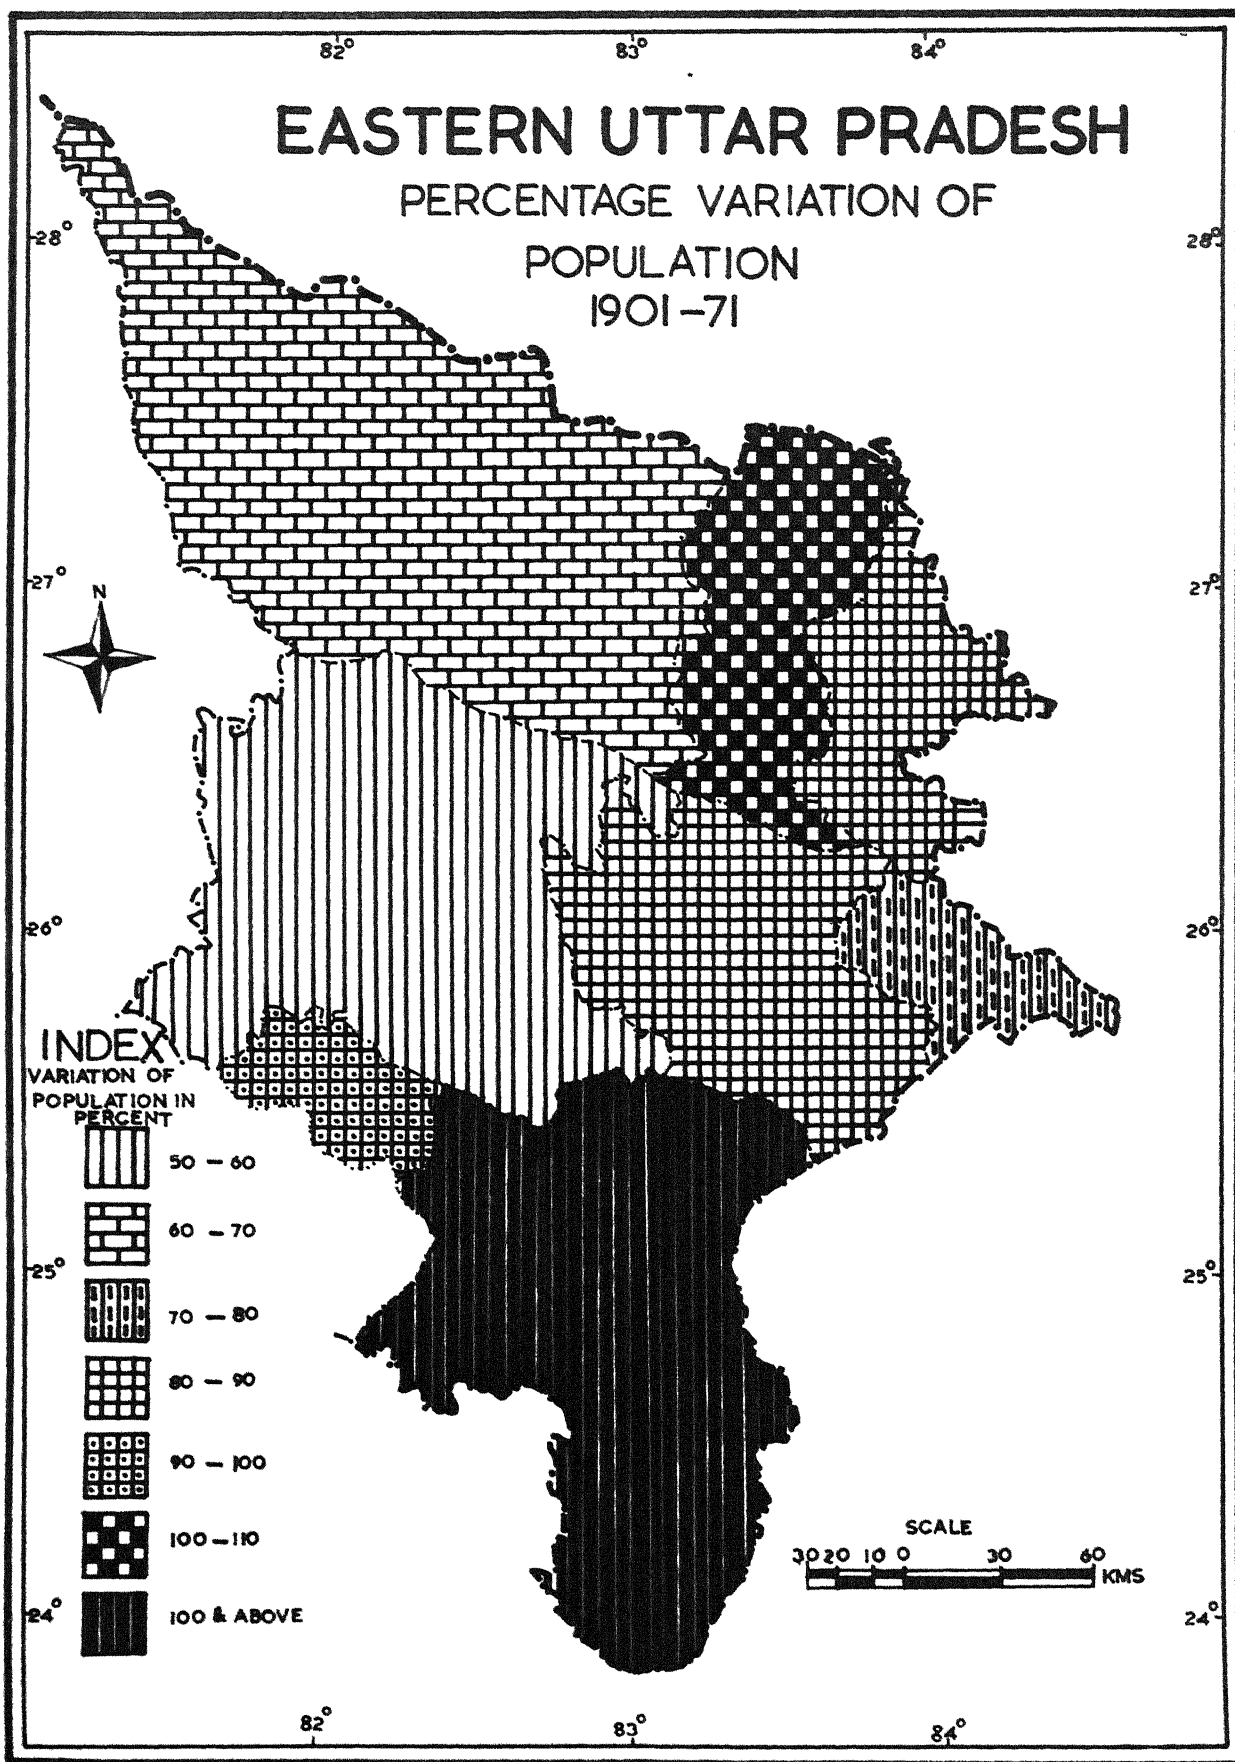 82° 83° 84°
EASTERN UTTAR PRADESH
PERCENTAGE VARIATION OF
POPULATION
1901-71
28° 28°
27° 27°
N
26° 26°
INDEX
VARIATION OF
POPULATION IN
PERCENT
50 - 60
60 - 70
70 - 80
80 - 90
90 - 100
100 - 110
100 & ABOVE
25° 25°
SCALE
30 20 10 0 30 60
KMS
24° 24°
82° 83° 84°